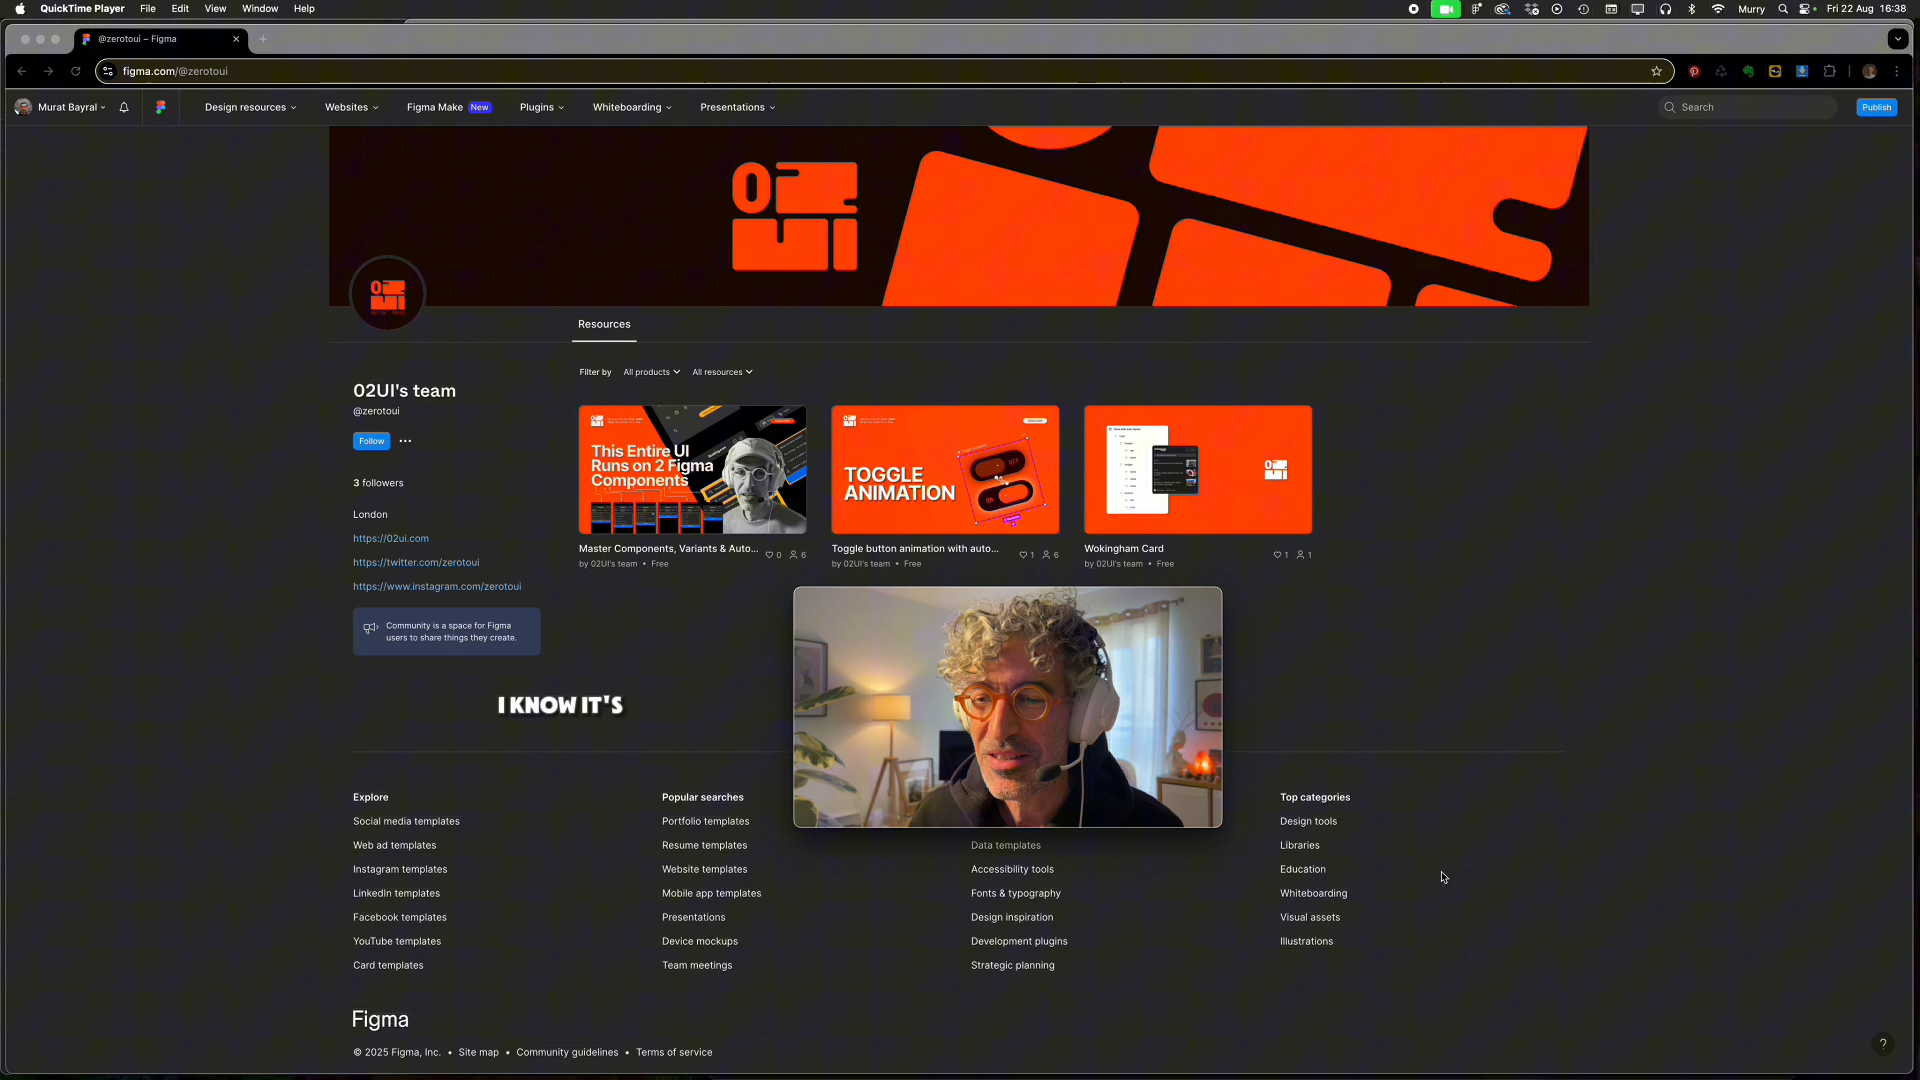 QuickTime Player File Edit View Window Help
Murry Fri 22 Aug 16:38
@zerotoui – Figma
figma.com/@zerotoui
Murat Bayral Design resources Websites Figma Make New Plugins Whiteboarding Presentations Search Publish
Resources
Filter by All products All resources
02UI's team
@zerotoui
Follow
3 followers
London
https://02ui.com
https://twitter.com/zerotoui
https://www.instagram.com/zerotoui
Community is a space for Figma
users to share things they create.
This Entire UI
Runs on 2 Figma
Components
Master Components, Variants & Auto... 0 6
by 02UI's team • Free
TOGGLE
ANIMATION
OFF
ON
Toggle button animation with auto... 1 6
by 02UI's team • Free
Wokingham Card 1 1
by 02UI's team • Free
I KNOW IT'S
Explore
Social media templates
Web ad templates
Instagram templates
LinkedIn templates
Facebook templates
YouTube templates
Card templates
Popular searches
Portfolio templates
Resume templates
Website templates
Mobile app templates
Presentations
Device mockups
Team meetings
Data templates
Accessibility tools
Fonts & typography
Design inspiration
Development plugins
Strategic planning
Top categories
Design tools
Libraries
Education
Whiteboarding
Visual assets
Illustrations
Figma
© 2025 Figma, Inc. • Site map • Community guidelines • Terms of service
?